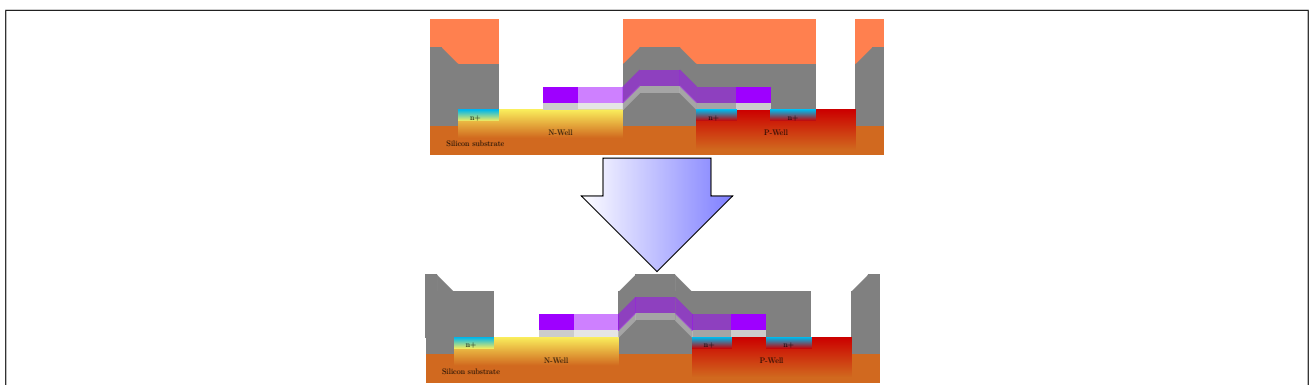 n+ n+ n+
N-Well P-Well
Silicon substrate
n+ n+ n+
N-Well P-Well
Silicon substrate